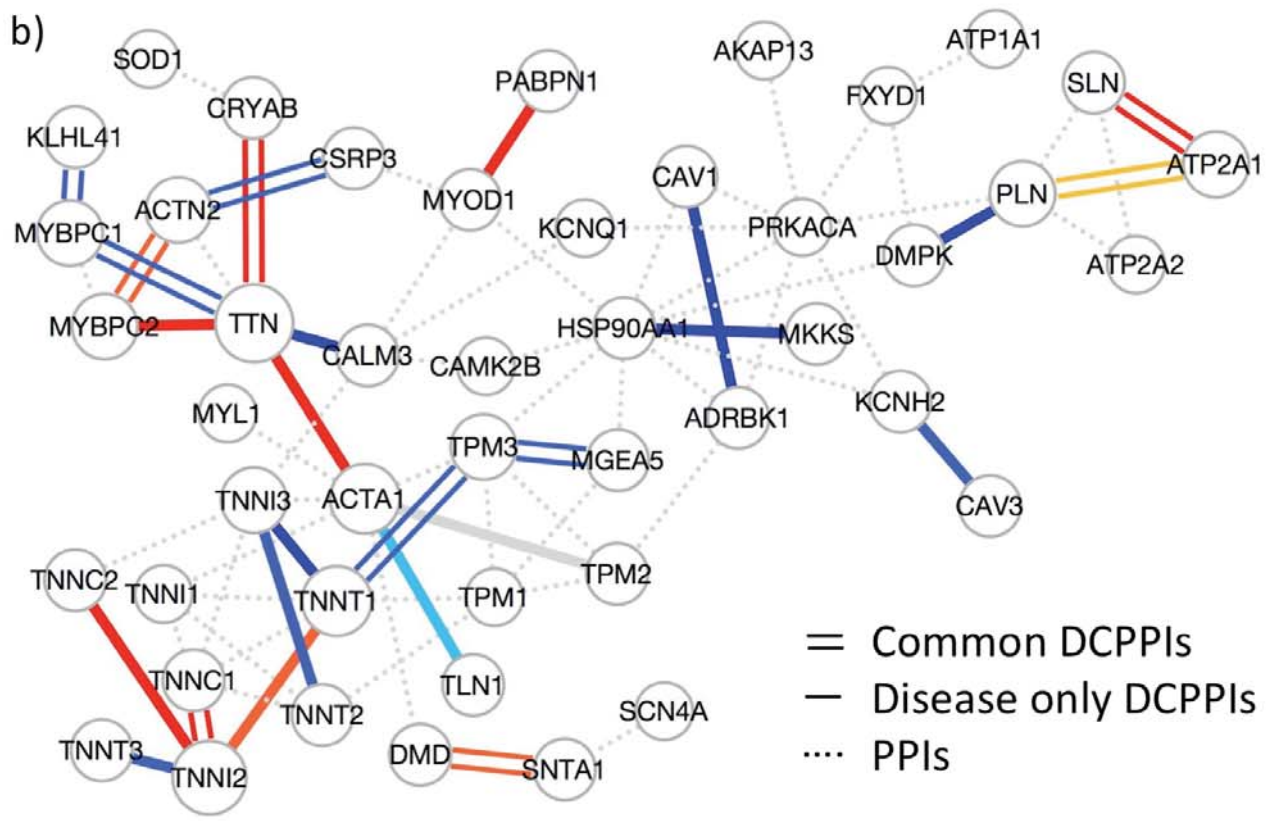 b)
SOD1
AKAP13
ATP1A1
PABPN1
SLN
FXYD1
CRYAB
KLHL41
CSRP3
ATP2A1
CAV1
MYOD1
PLN
ACTN2
MYBPC1
KCNQ1
PRKACA
DMPK
ATP2A2
MYBPC2
TTN
HSP90AA1
MKKS
CALM3
CAMK2B
MYL1
ADRBK1
KCNH2
TPM3
MGEA5
TNNI3
ACTA1
CAV3
TNNC2
TNNI1
TNNT1
TPM1
TPM2
TNNC1
TLN1
TNNT2
SCN4A
TNNT3
TNNI2
DMD
SNTA1
Common DCPPIs
Disease only DCPPIs
PPIs